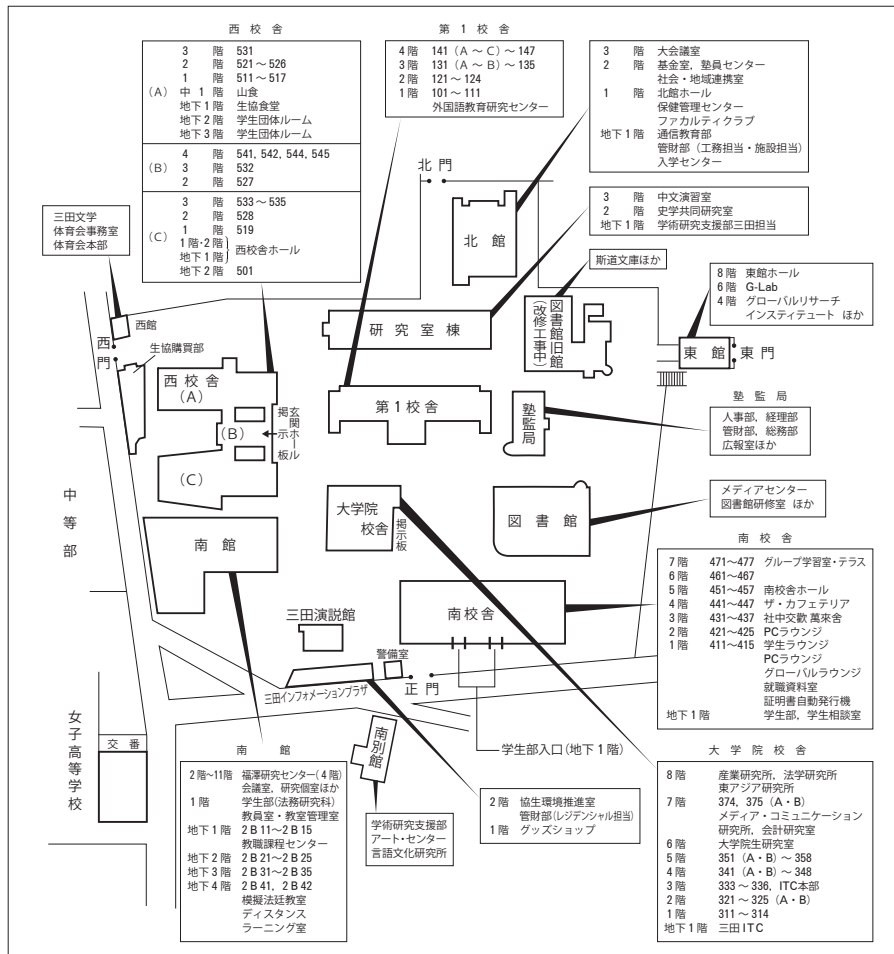 西 校 舎
(A)
3 階 531
2 階 521～526
1 階 511～517
中 1 階 山食
地下 1 階 生協食堂
地下 2 階 学生団体ルーム
地下 3 階 学生団体ルーム
(B)
4 階 541, 542, 544, 545
3 階 532
2 階 527
(C)
3 階 533～535
2 階 528
1 階 519
1階・2階 地下1階 } 西校舎ホール
地下 2 階 501
第 1 校 舎
4 階 141 (A～C)～147
3 階 131 (A～B)～135
2 階 121～124
1 階 101～111
外国語教育研究センター
3 階 大会議室
2 階 基金室, 塾員センター
社会・地域連携室
1 階 北館ホール
保健管理センター
ファカルティクラブ
地下 1 階 通信教育部
管財部（工務担当・施設担当）
入学センター
3 階 中文演習室
2 階 史学共同研究室
地下 1 階 学術研究支援部三田担当
斯道文庫ほか
8 階 東館ホール
6 階 G-Lab
4 階 グローバルリサーチ
インスティテュート ほか
三田文学
体育会事務室
体育会本部
北 門
北 館
西館
西 門
生協購買部
研 究 室 棟
図書館旧館
（改修工事中）
東 館
東 門
西 校 舎
(A)
(B)
(C)
玄関ホール
掲示板
第 1 校 舎
塾監局
塾 監 局
人事部, 経理部
管財部, 総務部
広報室ほか
メディアセンター
図書館研修室 ほか
中 等 部
南 館
大学院
校舎
掲示板
図 書 館
三田演説館
南校舎
警備室
正 門
三田インフォメーションプラザ
女子高等学校
交 番
南別館
学生部入口(地下 1 階)
南 校 舎
7 階 471～477 グループ学習室・テラス
6 階 461～467
5 階 451～457 南校舎ホール
4 階 441～447 ザ・カフェテリア
3 階 431～437 社中交歓 萬來舍
2 階 421～425 PCラウンジ
1 階 411～415 学生ラウンジ
PCラウンジ
グローバルラウンジ
就職資料室
証明書自動発行機
地下 1 階 学生部, 学生相談室
南 館
2 階～11階 福澤研究センター(4 階)
会議室, 研究個室ほか
1 階 学生部(法務研究科)
教員室・教室管理室
地下 1 階 2 B 11～2 B 15
教職課程センター
地下 2 階 2 B 21～2 B 25
地下 3 階 2 B 31～2 B 35
地下 4 階 2 B 41, 2 B 42
模擬法廷教室
ディスタンス
ラーニング室
学術研究支援部
アート・センター
言語文化研究所
2 階 協生環境推進室
管財部(レジデンシャル担当)
1 階 グッズショップ
大 学 院 校 舎
8 階 産業研究所, 法学研究所
東アジア研究所
7 階 374, 375 (A・B)
メディア・コミュニケーション
研究所, 会計研究室
6 階 大学院生研究室
5 階 351 (A・B)～358
4 階 341 (A・B)～348
3 階 333～336, ITC本部
2 階 321～325 (A・B)
1 階 311～314
地下 1 階 三田 ITC